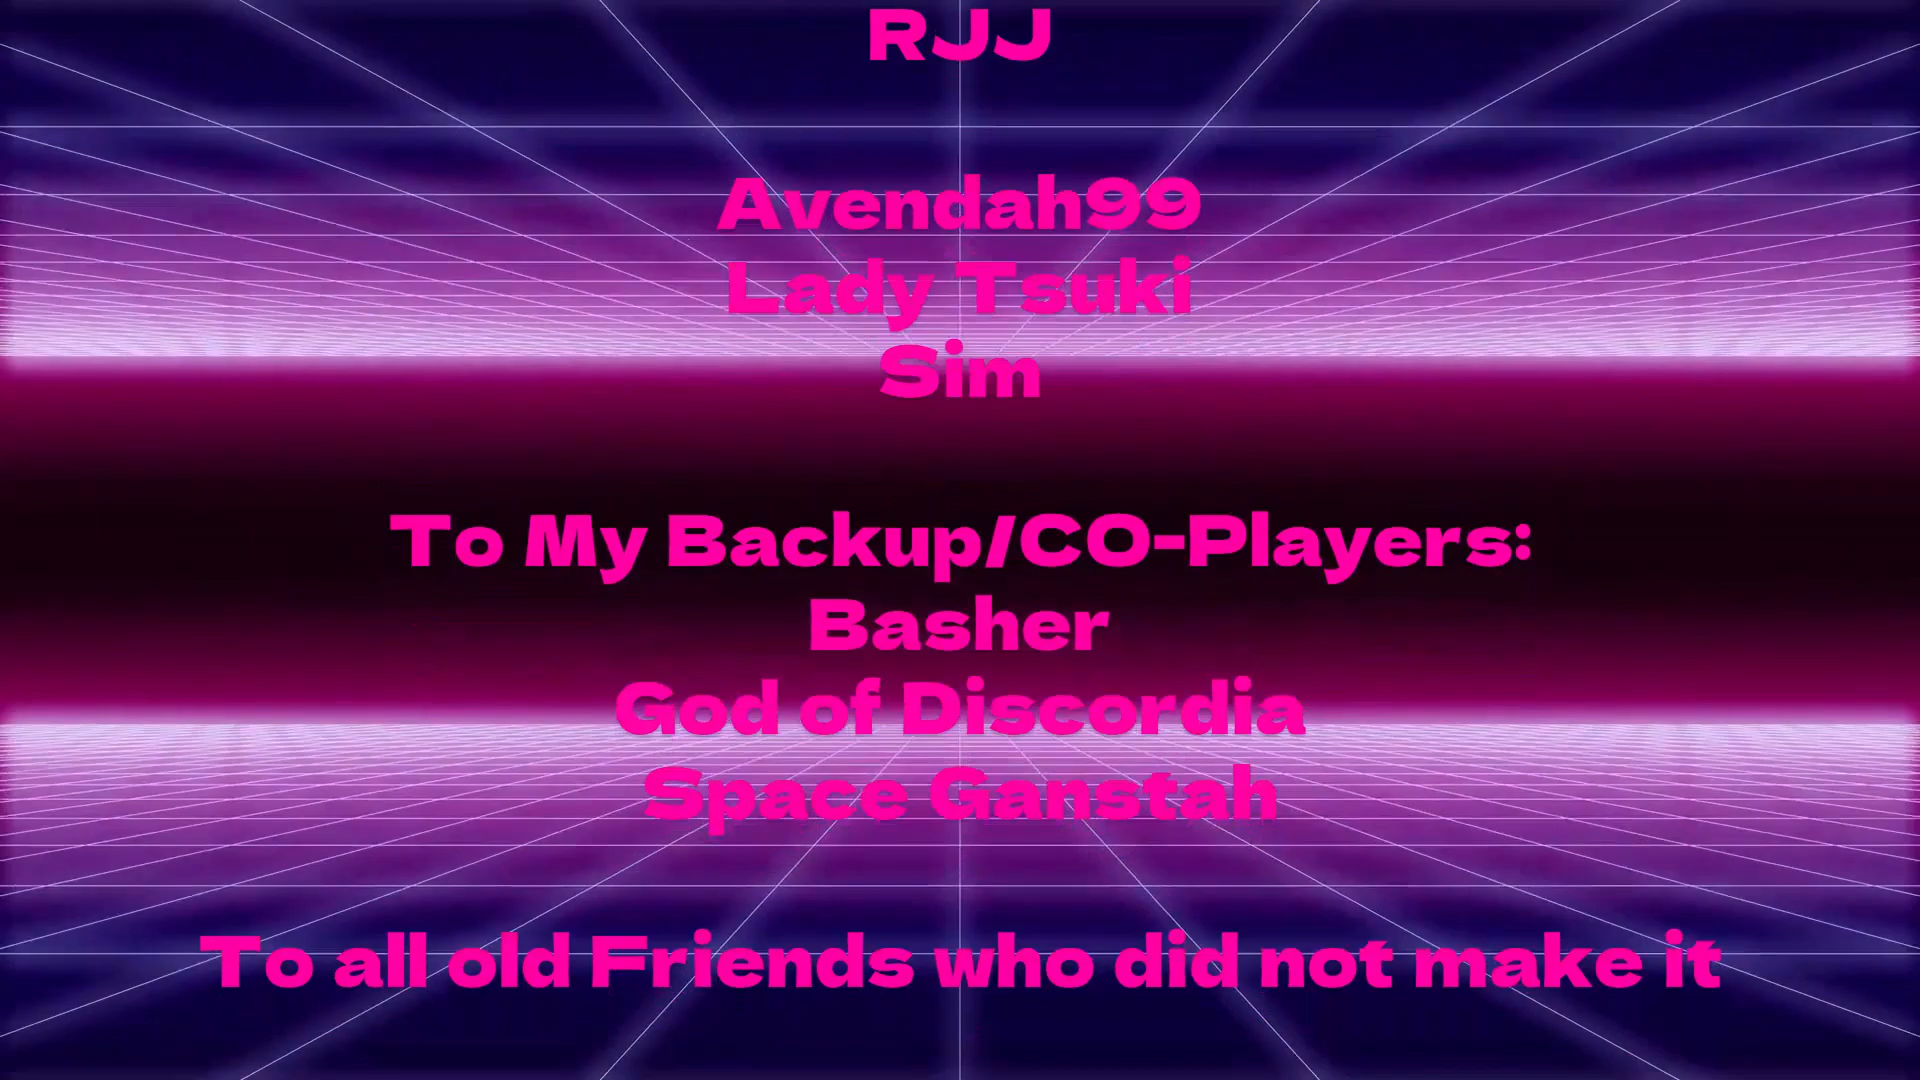 RJJ
Avendah99
Lady Tsuki
Sim
To My Backup/CO-Players:
Basher
God of Discordia
Space Ganstah
To all old Friends who did not make it